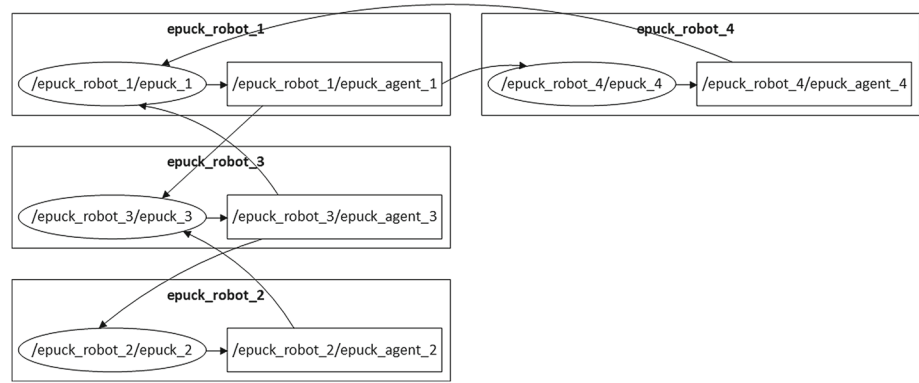 epuck_robot_1
/epuck_robot_1/epuck_1
/epuck_robot_1/epuck_agent_1
epuck_robot_4
/epuck_robot_4/epuck_4
/epuck_robot_4/epuck_agent_4
epuck_robot_3
/epuck_robot_3/epuck_3
/epuck_robot_3/epuck_agent_3
epuck_robot_2
/epuck_robot_2/epuck_2
/epuck_robot_2/epuck_agent_2